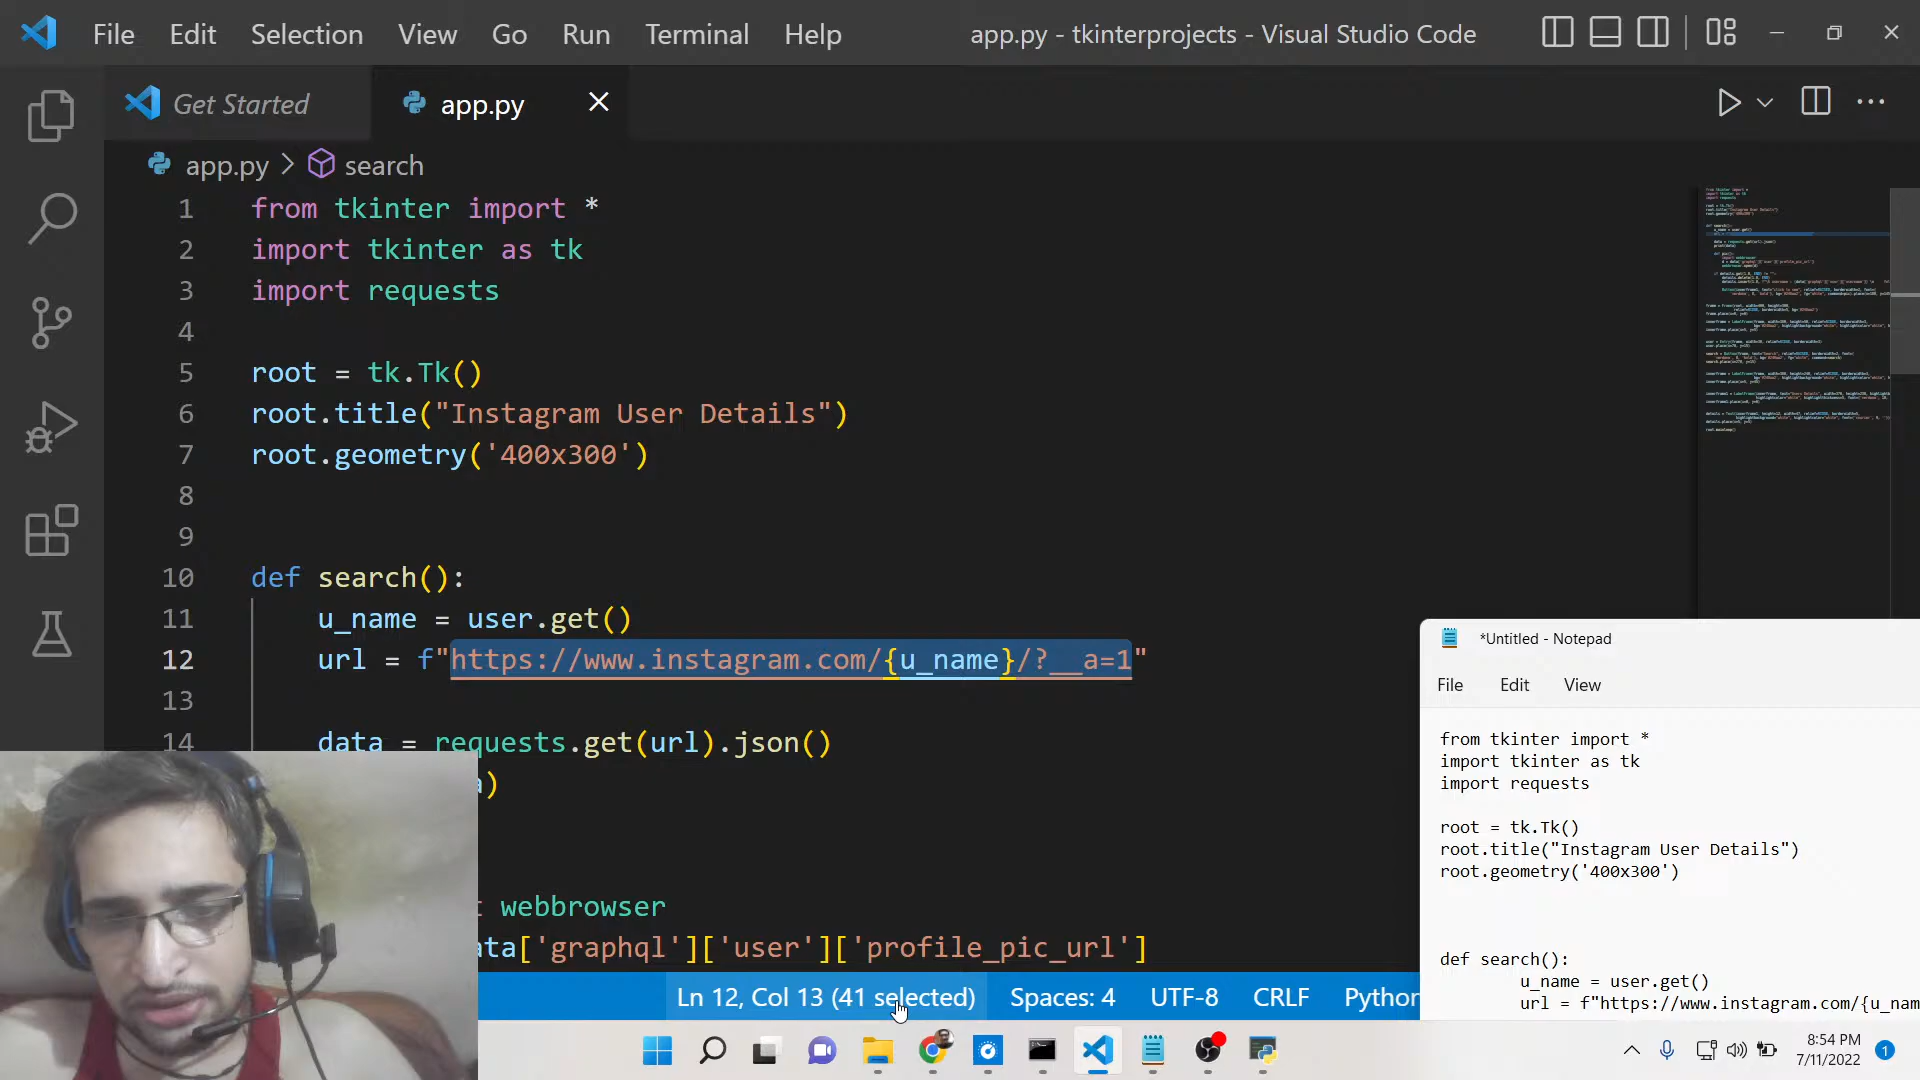 File Edit Selection View Go Run Terminal Help app.py - tkinterprojects - Visual Studio Code
Get Started app.py
app.py > search
1 from tkinter import *
2 import tkinter as tk
3 import requests
4
5 root = tk.Tk()
6 root.title("Instagram User Details")
7 root.geometry('400x300')
8
9
10 def search():
11 u_name = user.get()
12 url = f"https://www.instagram.com/{u_name}/?__a=1"
13
14 data = requests.get(url).json()
)
webbrowser
ata['graphql']['user']['profile_pic_url']
Ln 12, Col 13 (41 selected) Spaces: 4 UTF-8 CRLF Python
*Untitled - Notepad
File Edit View
from tkinter import *
import tkinter as tk
import requests
root = tk.Tk()
root.title("Instagram User Details")
root.geometry('400x300')
def search():
u_name = user.get()
url = f"https://www.instagram.com/{u_nam
8:54 PM
7/11/2022
1